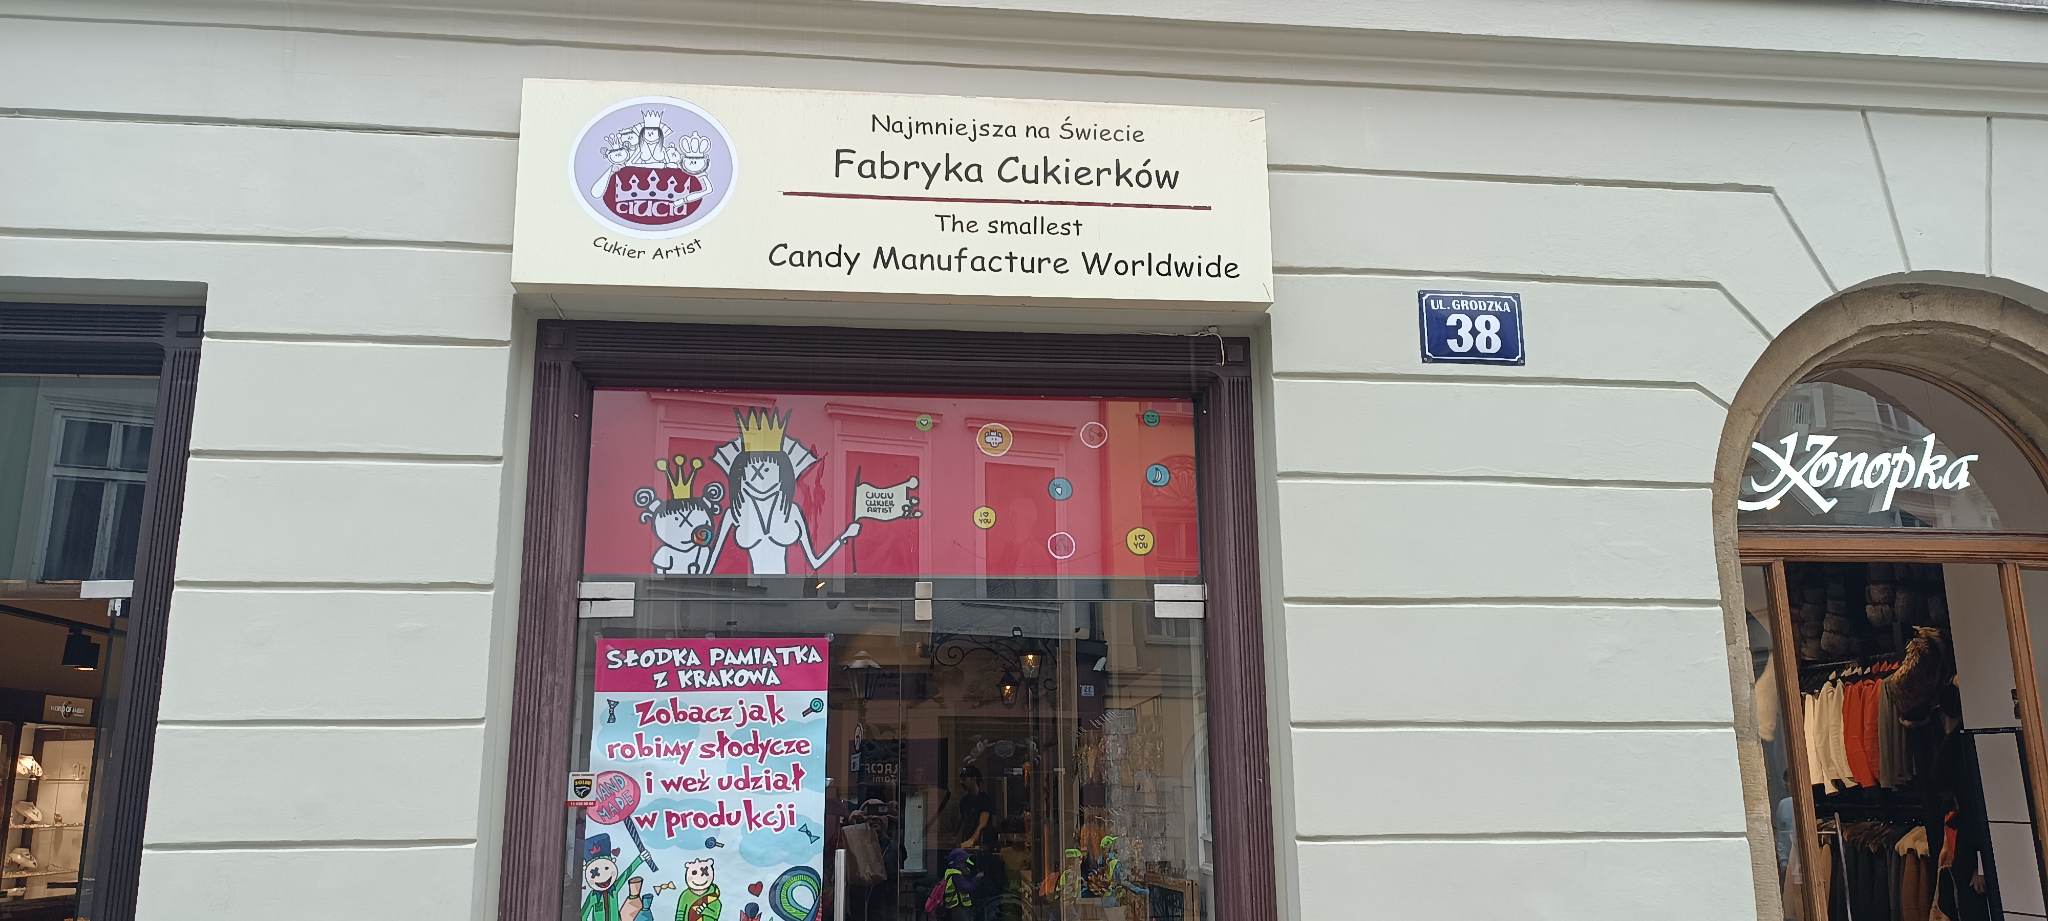 ciucia
Cukier Artist
Najmniejsza na Świecie
Fabryka Cukierków
The smallest
Candy Manufacture Worldwide
UL. GRODZKA
38
Konopka
CIUCIU
CUKIER
ARTIST
I
YOU
I
YOU
SŁODKA PAMIĄTKA
Z KRAKOWA
Zobacz jak
robimy słodycze
i weź udział
w produkcji
HAND
MADE